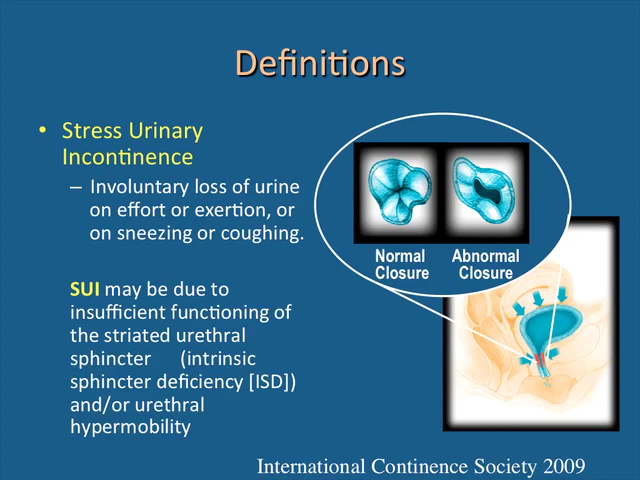 Definitions
• Stress Urinary
Incontinence
– Involuntary loss of urine
on effort or exertion, or
on sneezing or coughing.
SUI may be due to
insufficient functioning of
the striated urethral
sphincter (intrinsic
sphincter deficiency [ISD])
and/or urethral
hypermobility
Normal
Closure
Abnormal
Closure
International Continence Society 2009